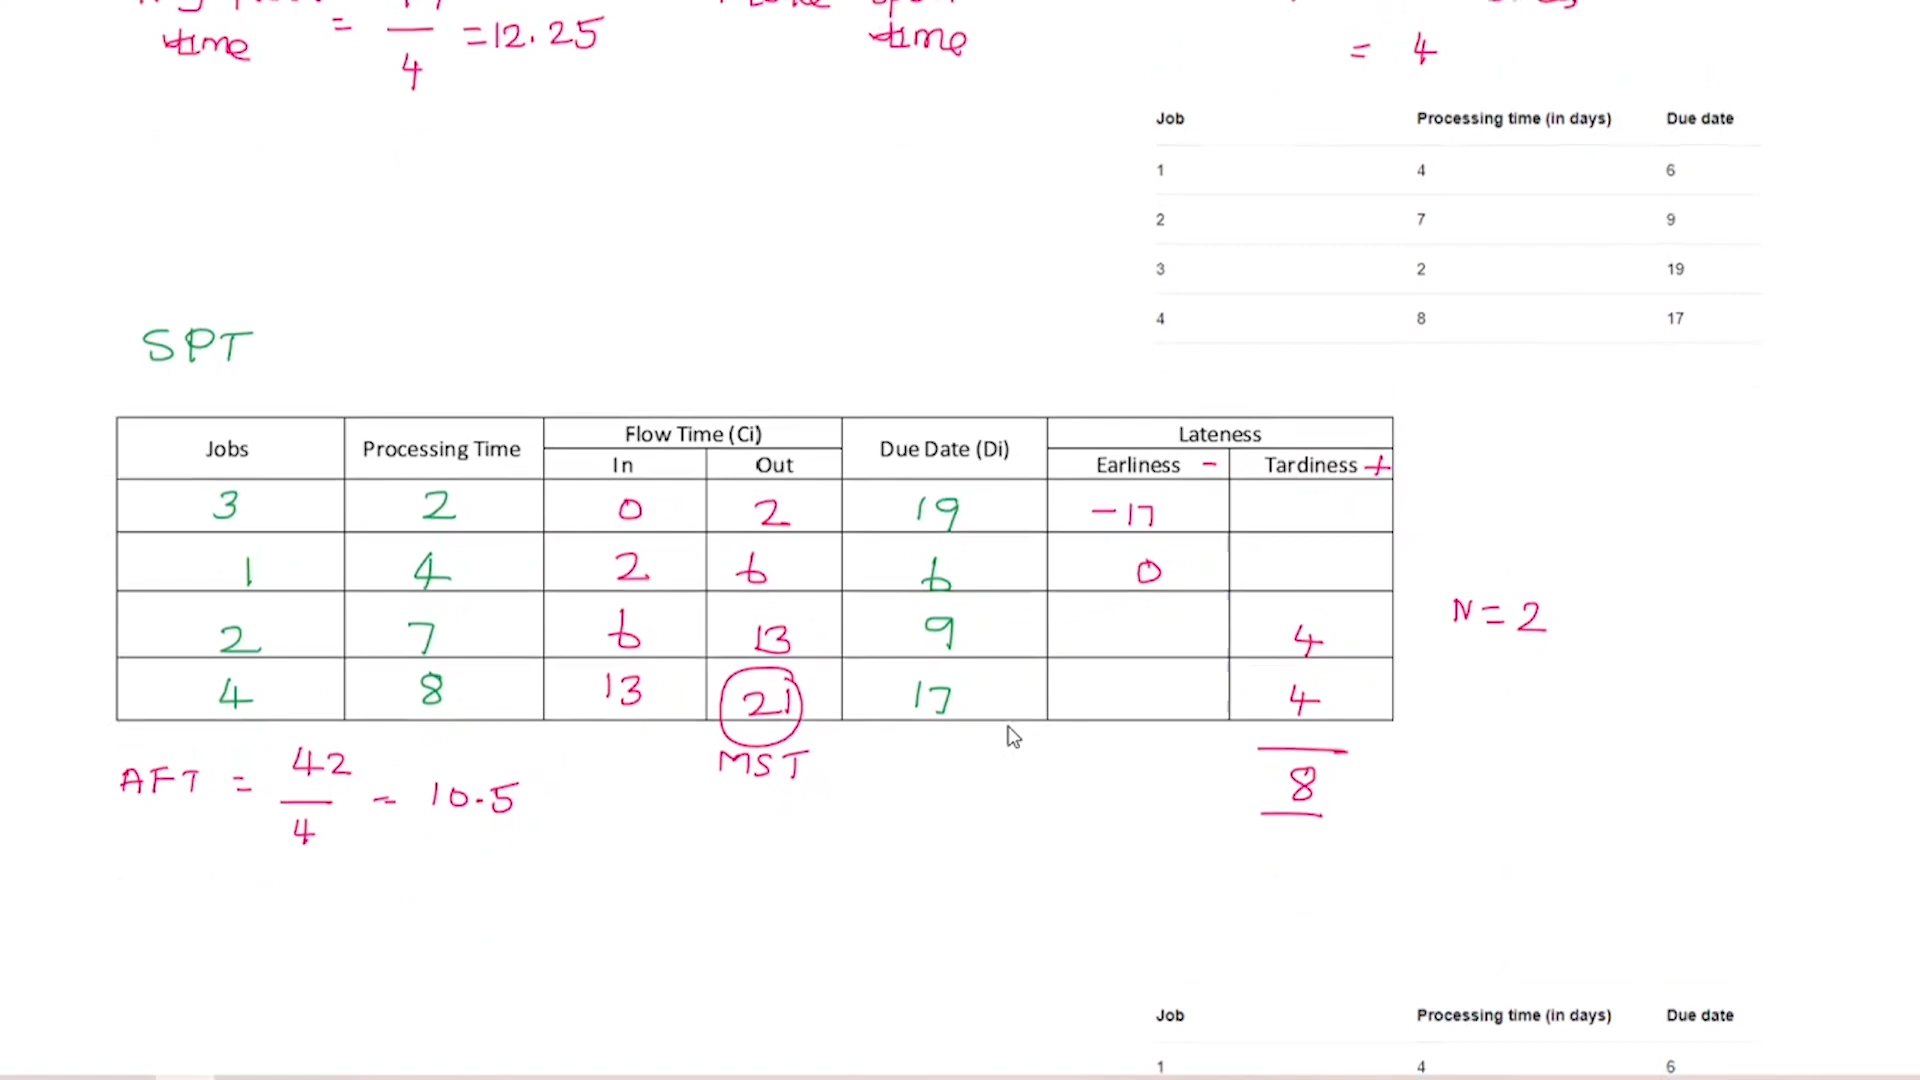 time = 4 = 12.25 time
= 4
Job Processing time (in days) Due date
1 4 6
2 7 9
3 2 19
4 8 17
SPT
Jobs Processing Time Flow Time (Ci) Due Date (Di) Lateness
In Out Earliness - Tardiness +
3 2 0 2 19 -17
1 4 2 6 6 0
2 7 6 13 9 4
4 8 13 21 17 4
N = 2
AFT = 42 / 4 = 10.5
MST
8
Job Processing time (in days) Due date
1 4 6